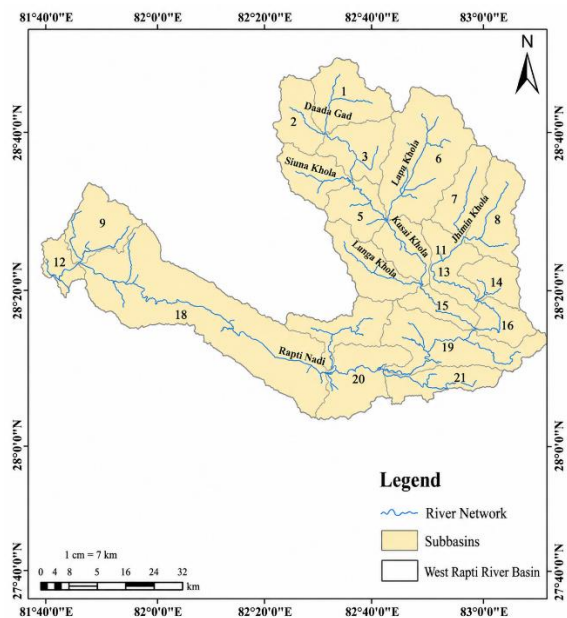 81°40'0"E 82°0'0"E 82°20'0"E 82°40'0"E 83°0'0"E
N
28°40'0"N 28°40'0"N
28°20'0"N 28°20'0"N
28°0'0"N 28°0'0"N
27°40'0"N 27°40'0"N
1
Daada Gad
2
3
Lapa Khola
6
Siuna Khola
7
Jhimin Khola
8
5
Kusai Khola
9
11
Lunga Khola
12
13
14
15
16
18
19
Rapti Nadi
20
21
Legend
River Network
Subbasins
West Rapti River Basin
1 cm = 7 km
0 4 8 5 16 24 32
km
81°40'0"E 82°0'0"E 82°20'0"E 82°40'0"E 83°0'0"E